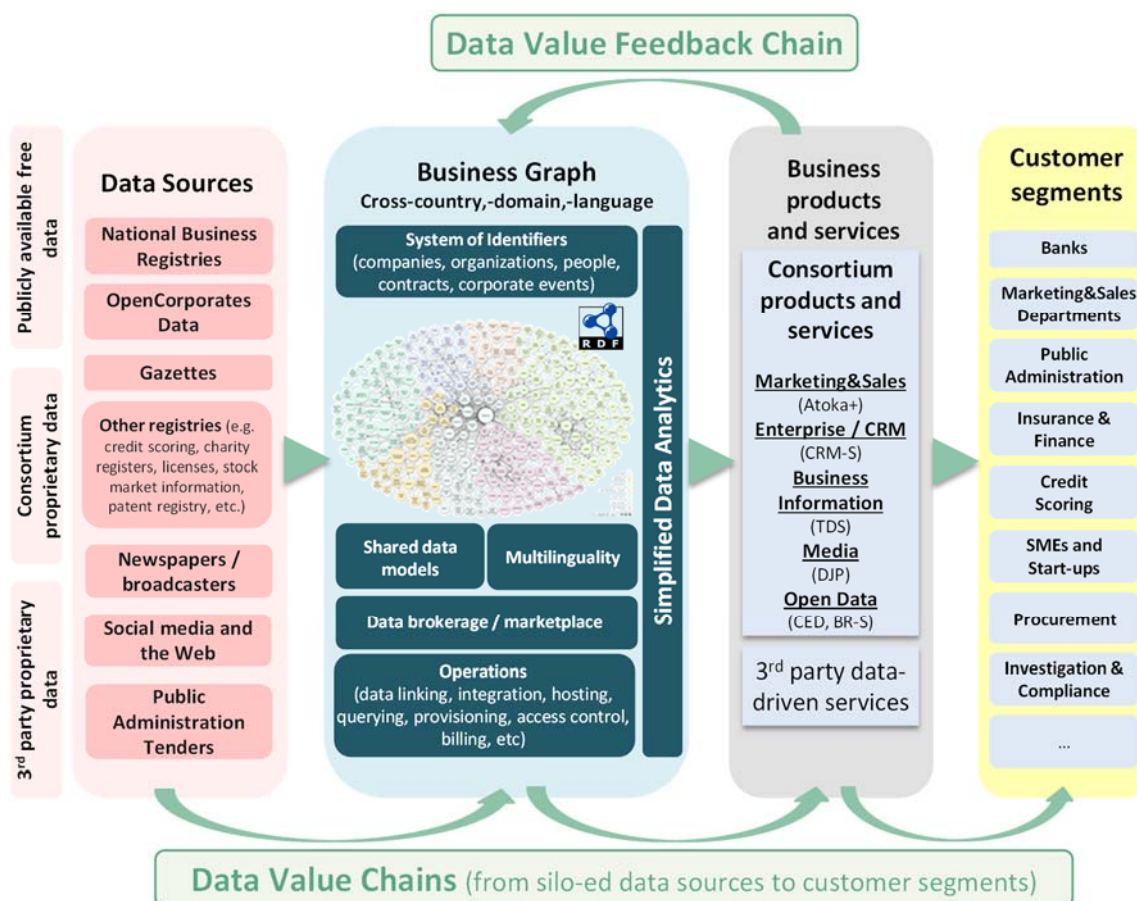 Data Value Feedback Chain
Publicly available free
data
Consortium
proprietary data
3rd party proprietary
data
Data Sources
National Business
Registries
OpenCorporates
Data
Gazettes
Other registries (e.g.
credit scoring, charity
registers, licenses, stock
market information,
patent registry, etc.)
Newspapers /
broadcasters
Social media and
the Web
Public
Administration
Tenders
Business Graph
Cross-country,-domain,-language
System of Identifiers
(companies, organizations, people,
contracts, corporate events)
RDF
Shared data
models
Multilinguality
Data brokerage / marketplace
Operations
(data linking, integration, hosting,
querying, provisioning, access control,
billing, etc)
Simplified Data Analytics
Business
products
and services
Consortium
products and
services
Marketing&Sales
(Atoka+)
Enterprise / CRM
(CRM-S)
Business
Information
(TDS)
Media
(DJP)
Open Data
(CED, BR-S)
3rd party data-
driven services
Customer
segments
Banks
Marketing&Sales
Departments
Public
Administration
Insurance &
Finance
Credit
Scoring
SMEs and
Start-ups
Procurement
Investigation &
Compliance
...
Data Value Chains (from silo-ed data sources to customer segments)